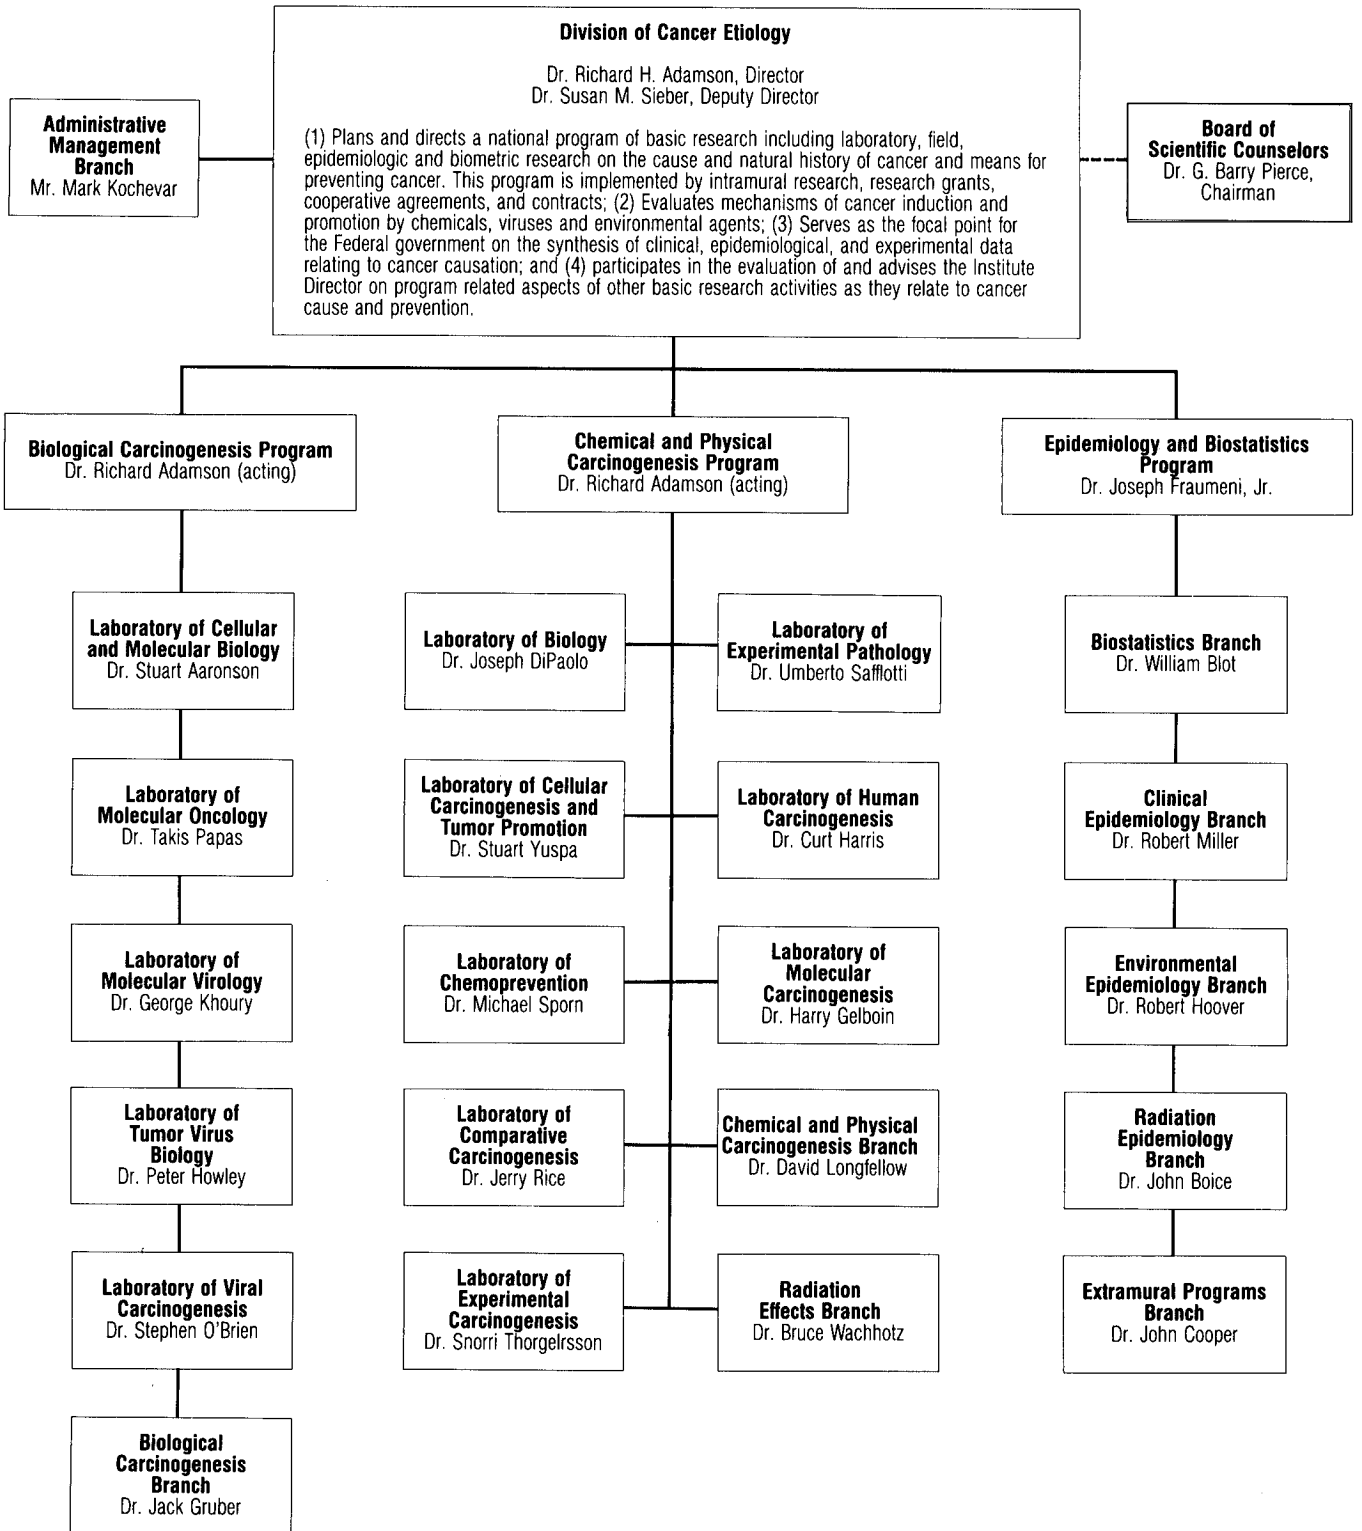 Division of Cancer Etiology
Dr. Richard H. Adamson, Director
Dr. Susan M. Sieber, Deputy Director
(1) Plans and directs a national program of basic research including laboratory, field,
epidemiologic and biometric research on the cause and natural history of cancer and means for
preventing cancer. This program is implemented by intramural research, research grants,
cooperative agreements, and contracts; (2) Evaluates mechanisms of cancer induction and
promotion by chemicals, viruses and environmental agents; (3) Serves as the focal point for
the Federal government on the synthesis of clinical, epidemiological, and experimental data
relating to cancer causation; and (4) participates in the evaluation of and advises the Institute
Director on program related aspects of other basic research activities as they relate to cancer
cause and prevention.
Administrative
Management
Branch
Mr. Mark Kochevar
Board of
Scientific Counselors
Dr. G. Barry Pierce,
Chairman
Biological Carcinogenesis Program
Dr. Richard Adamson (acting)
Chemical and Physical
Carcinogenesis Program
Dr. Richard Adamson (acting)
Epidemiology and Biostatistics
Program
Dr. Joseph Fraumeni, Jr.
Laboratory of Cellular
and Molecular Biology
Dr. Stuart Aaronson
Laboratory of Biology
Dr. Joseph DiPaolo
Laboratory of
Experimental Pathology
Dr. Umberto Safflotti
Biostatistics Branch
Dr. William Blot
Laboratory of
Molecular Oncology
Dr. Takis Papas
Laboratory of Cellular
Carcinogenesis and
Tumor Promotion
Dr. Stuart Yuspa
Laboratory of Human
Carcinogenesis
Dr. Curt Harris
Clinical
Epidemiology Branch
Dr. Robert Miller
Laboratory of
Molecular Virology
Dr. George Khoury
Laboratory of
Chemoprevention
Dr. Michael Sporn
Laboratory of
Molecular
Carcinogenesis
Dr. Harry Gelboin
Environmental
Epidemiology Branch
Dr. Robert Hoover
Laboratory of
Tumor Virus
Biology
Dr. Peter Howley
Laboratory of
Comparative
Carcinogenesis
Dr. Jerry Rice
Chemical and Physical
Carcinogenesis Branch
Dr. David Longfellow
Radiation
Epidemiology
Branch
Dr. John Boice
Laboratory of Viral
Carcinogenesis
Dr. Stephen O'Brien
Laboratory of
Experimental
Carcinogenesis
Dr. Snorri Thorgelrsson
Radiation
Effects Branch
Dr. Bruce Wachhotz
Extramural Programs
Branch
Dr. John Cooper
Biological
Carcinogenesis
Branch
Dr. Jack Gruber